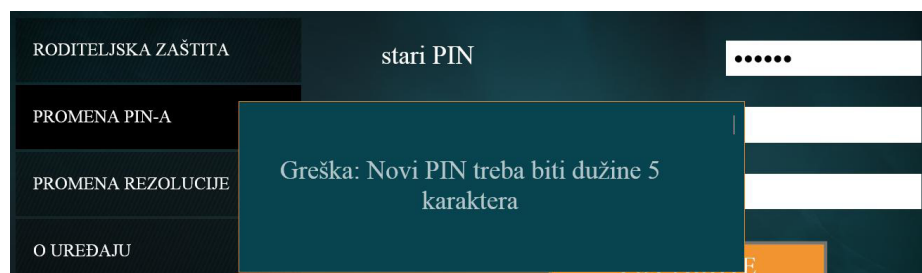 RODITELJSKA ZAŠTITA
stari PIN
••••••
PROMENA PIN-A
PROMENA REZOLUCIJE
Greška: Novi PIN treba biti dužine 5
karaktera
O UREĐAJU